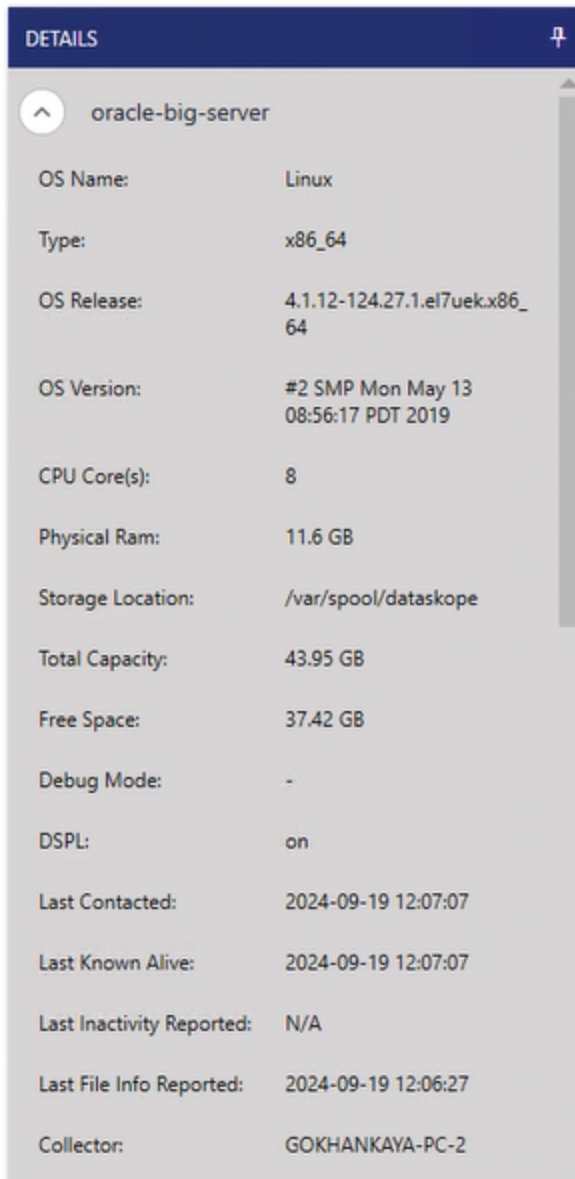 DETAILS
oracle-big-server
OS Name: Linux
Type: x86_64
OS Release: 4.1.12-124.27.1.el7uek.x86_
64
OS Version: #2 SMP Mon May 13
08:56:17 PDT 2019
CPU Core(s): 8
Physical Ram: 11.6 GB
Storage Location: /var/spool/dataskope
Total Capacity: 43.95 GB
Free Space: 37.42 GB
Debug Mode: -
DSPL: on
Last Contacted: 2024-09-19 12:07:07
Last Known Alive: 2024-09-19 12:07:07
Last Inactivity Reported: N/A
Last File Info Reported: 2024-09-19 12:06:27
Collector: GOKHANKAYA-PC-2